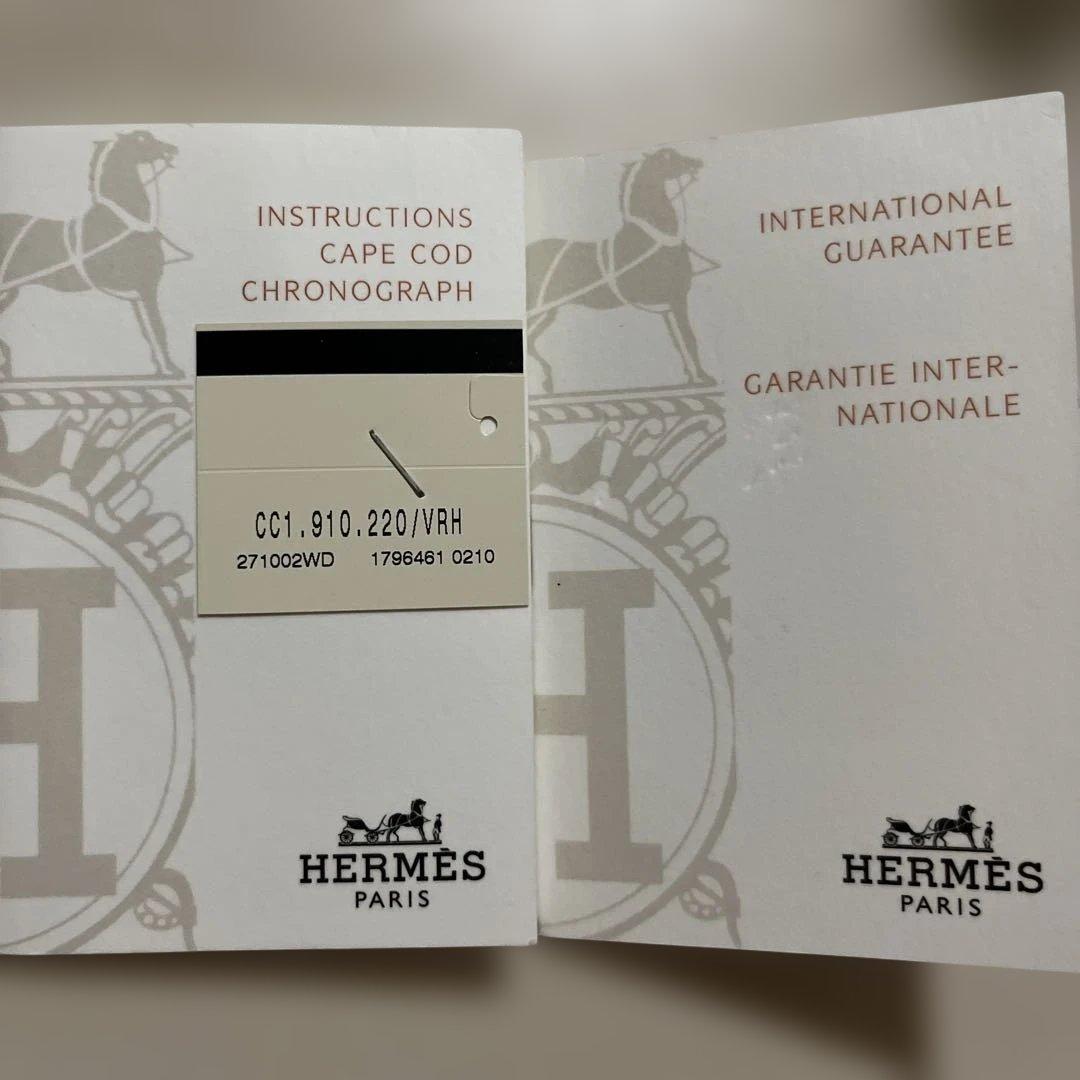 INSTRUCTIONS
CAPE COD
CHRONOGRAPH
CC1.910.220/VRH
271002WD 1796461 0210
HERMÈS
PARIS
INTERNATIONAL
GUARANTEE
GARANTIE INTER-
NATIONALE
HERMÈS
PARIS